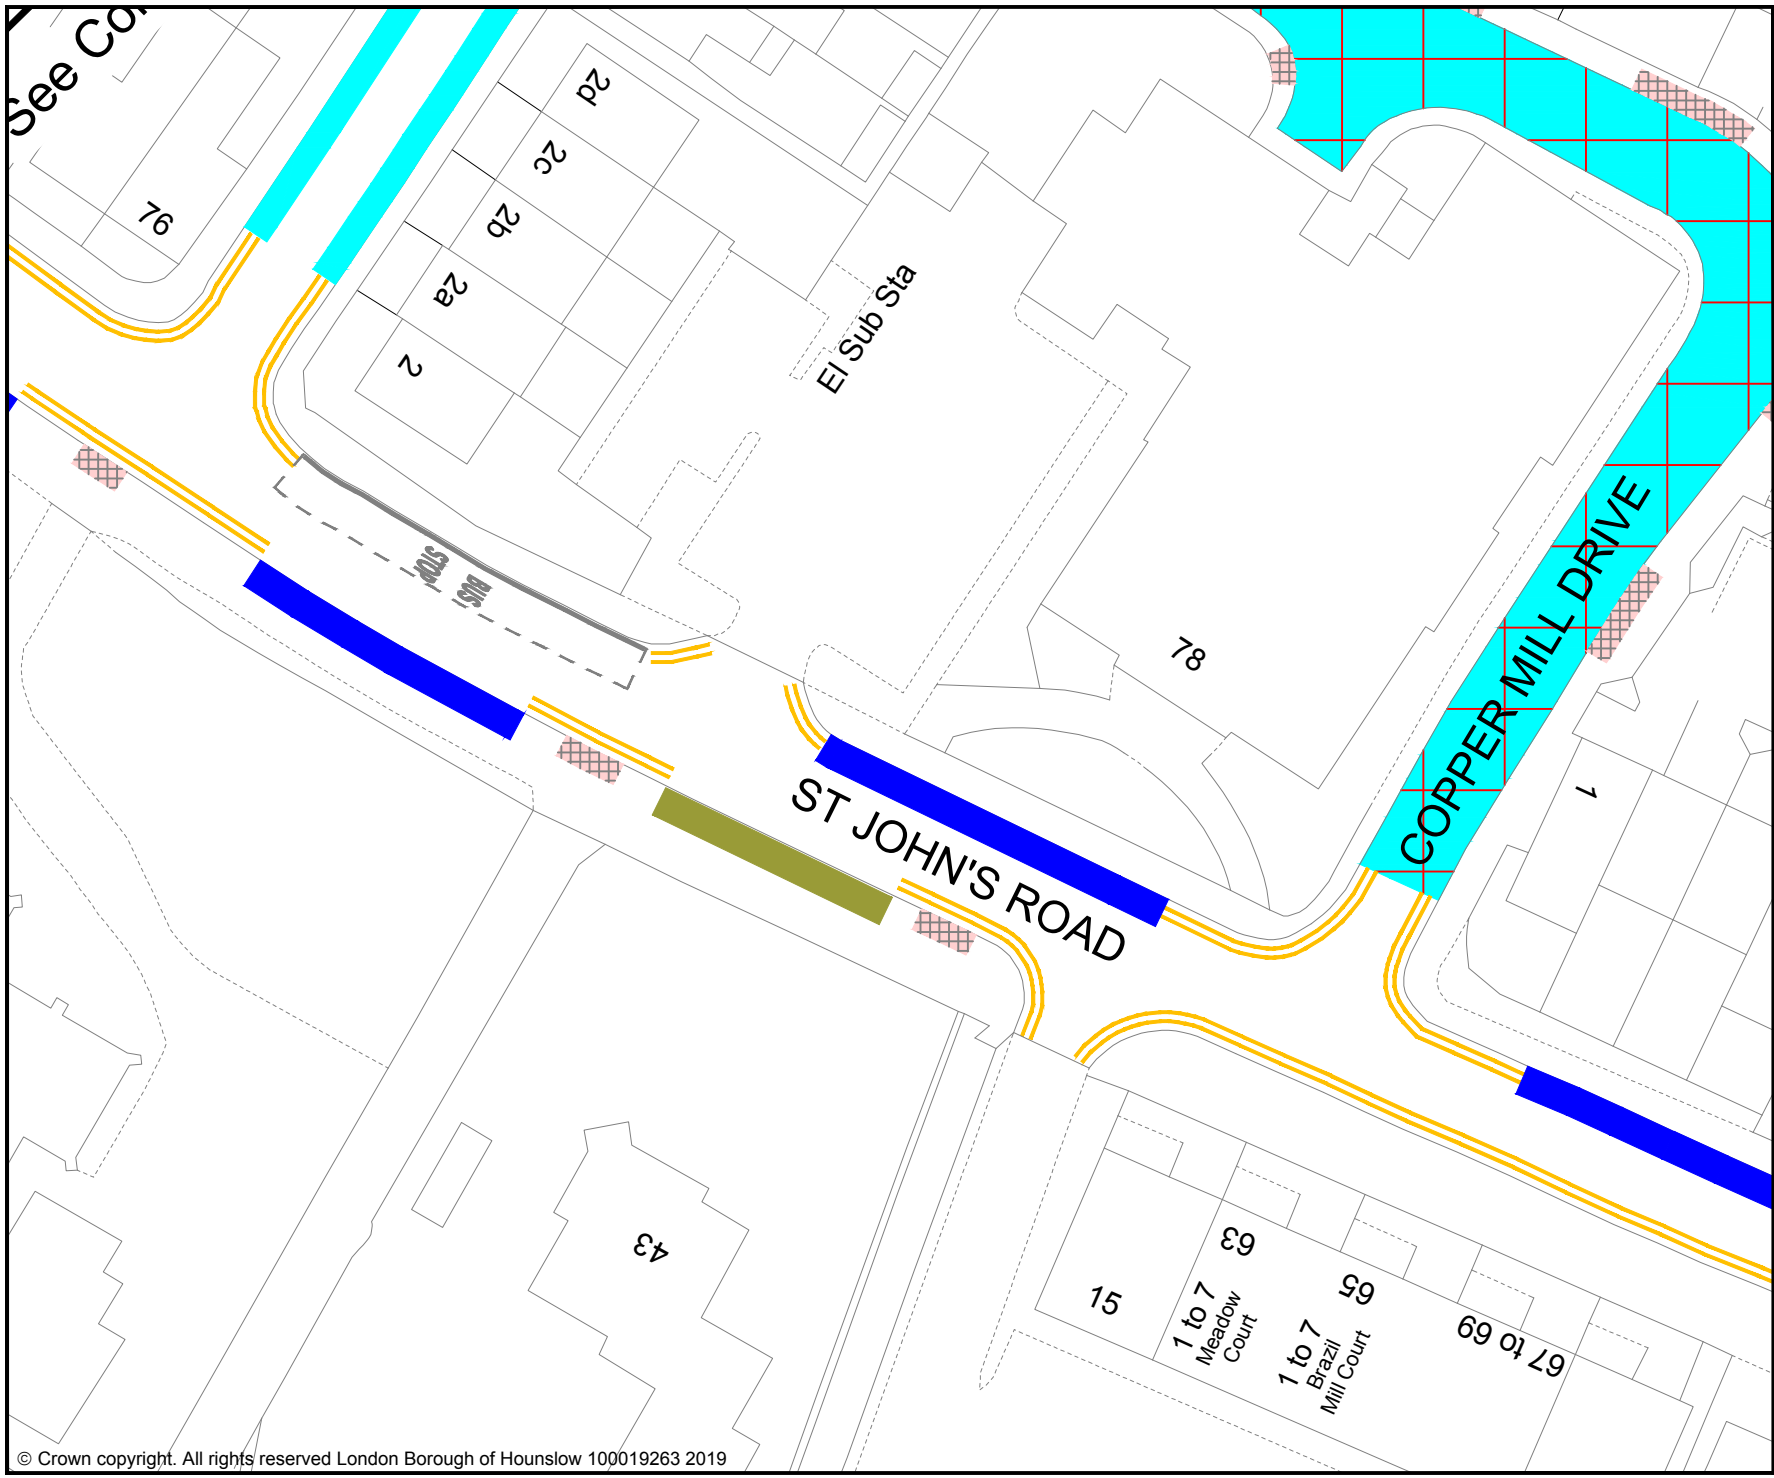 See Co
76
2d
2c
2b
2a
2
El Sub Sta
STOP
BUS
78
COPPER MILL DRIVE
1
ST JOHN'S ROAD
43
15
63
1 to 7
Meadow
Court
65
1 to 7
Brazil
Mill Court
67 to 69
© Crown copyright. All rights reserved London Borough of Hounslow 100019263 2019